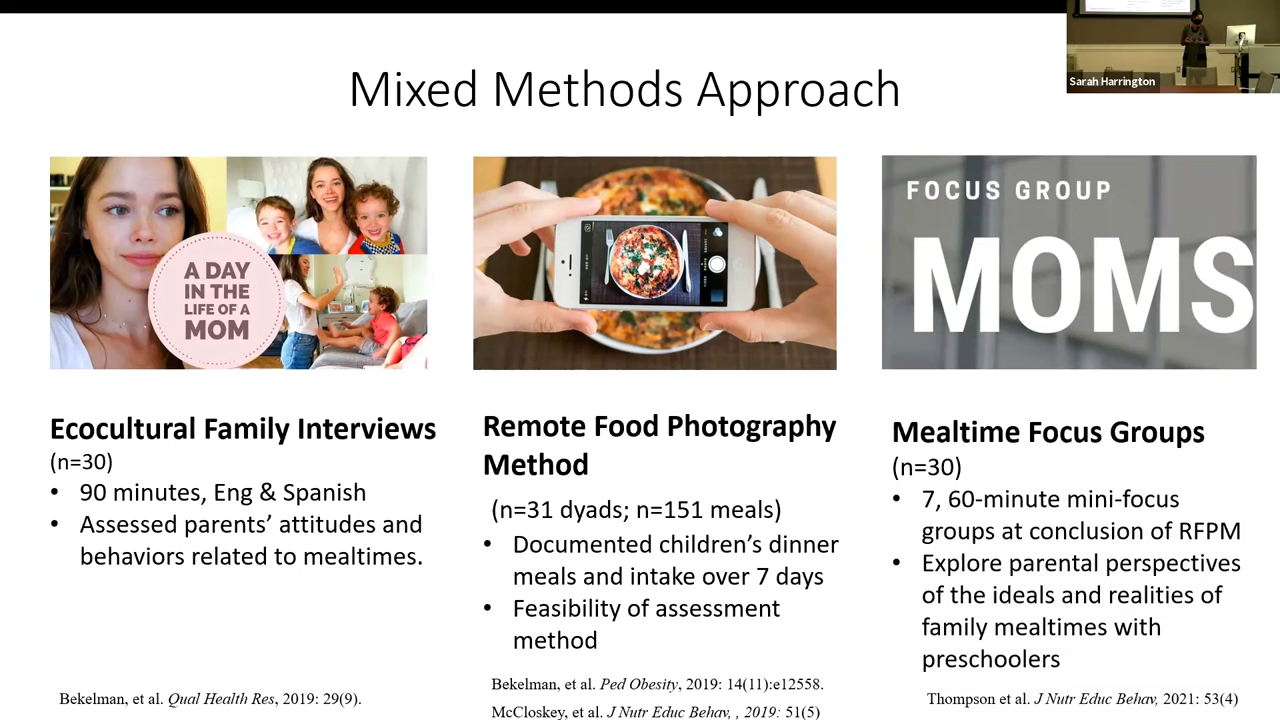 Sarah Harrington
Mixed Methods Approach
A DAY
IN THE
LIFE OF A
MOM
FOCUS GROUP
MOMS
Ecocultural Family Interviews
(n=30)
• 90 minutes, Eng & Spanish
• Assessed parents’ attitudes and
behaviors related to mealtimes.
Bekelman, et al. Qual Health Res, 2019: 29(9).
Remote Food Photography
Method
(n=31 dyads; n=151 meals)
• Documented children’s dinner
meals and intake over 7 days
• Feasibility of assessment
method
Bekelman, et al. Ped Obesity, 2019: 14(11):e12558.
McCloskey, et al. J Nutr Educ Behav, , 2019: 51(5)
Mealtime Focus Groups
(n=30)
• 7, 60-minute mini-focus
groups at conclusion of RFPM
• Explore parental perspectives
of the ideals and realities of
family mealtimes with
preschoolers
Thompson et al. J Nutr Educ Behav, 2021: 53(4)